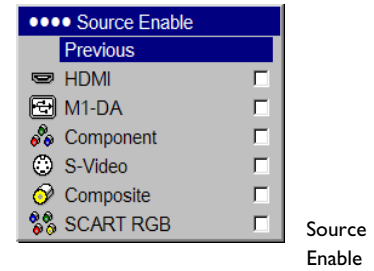 •••• Source Enable
Previous
HDMI
M1-DA
Component
S-Video
Composite
SCART RGB
Source
Enable